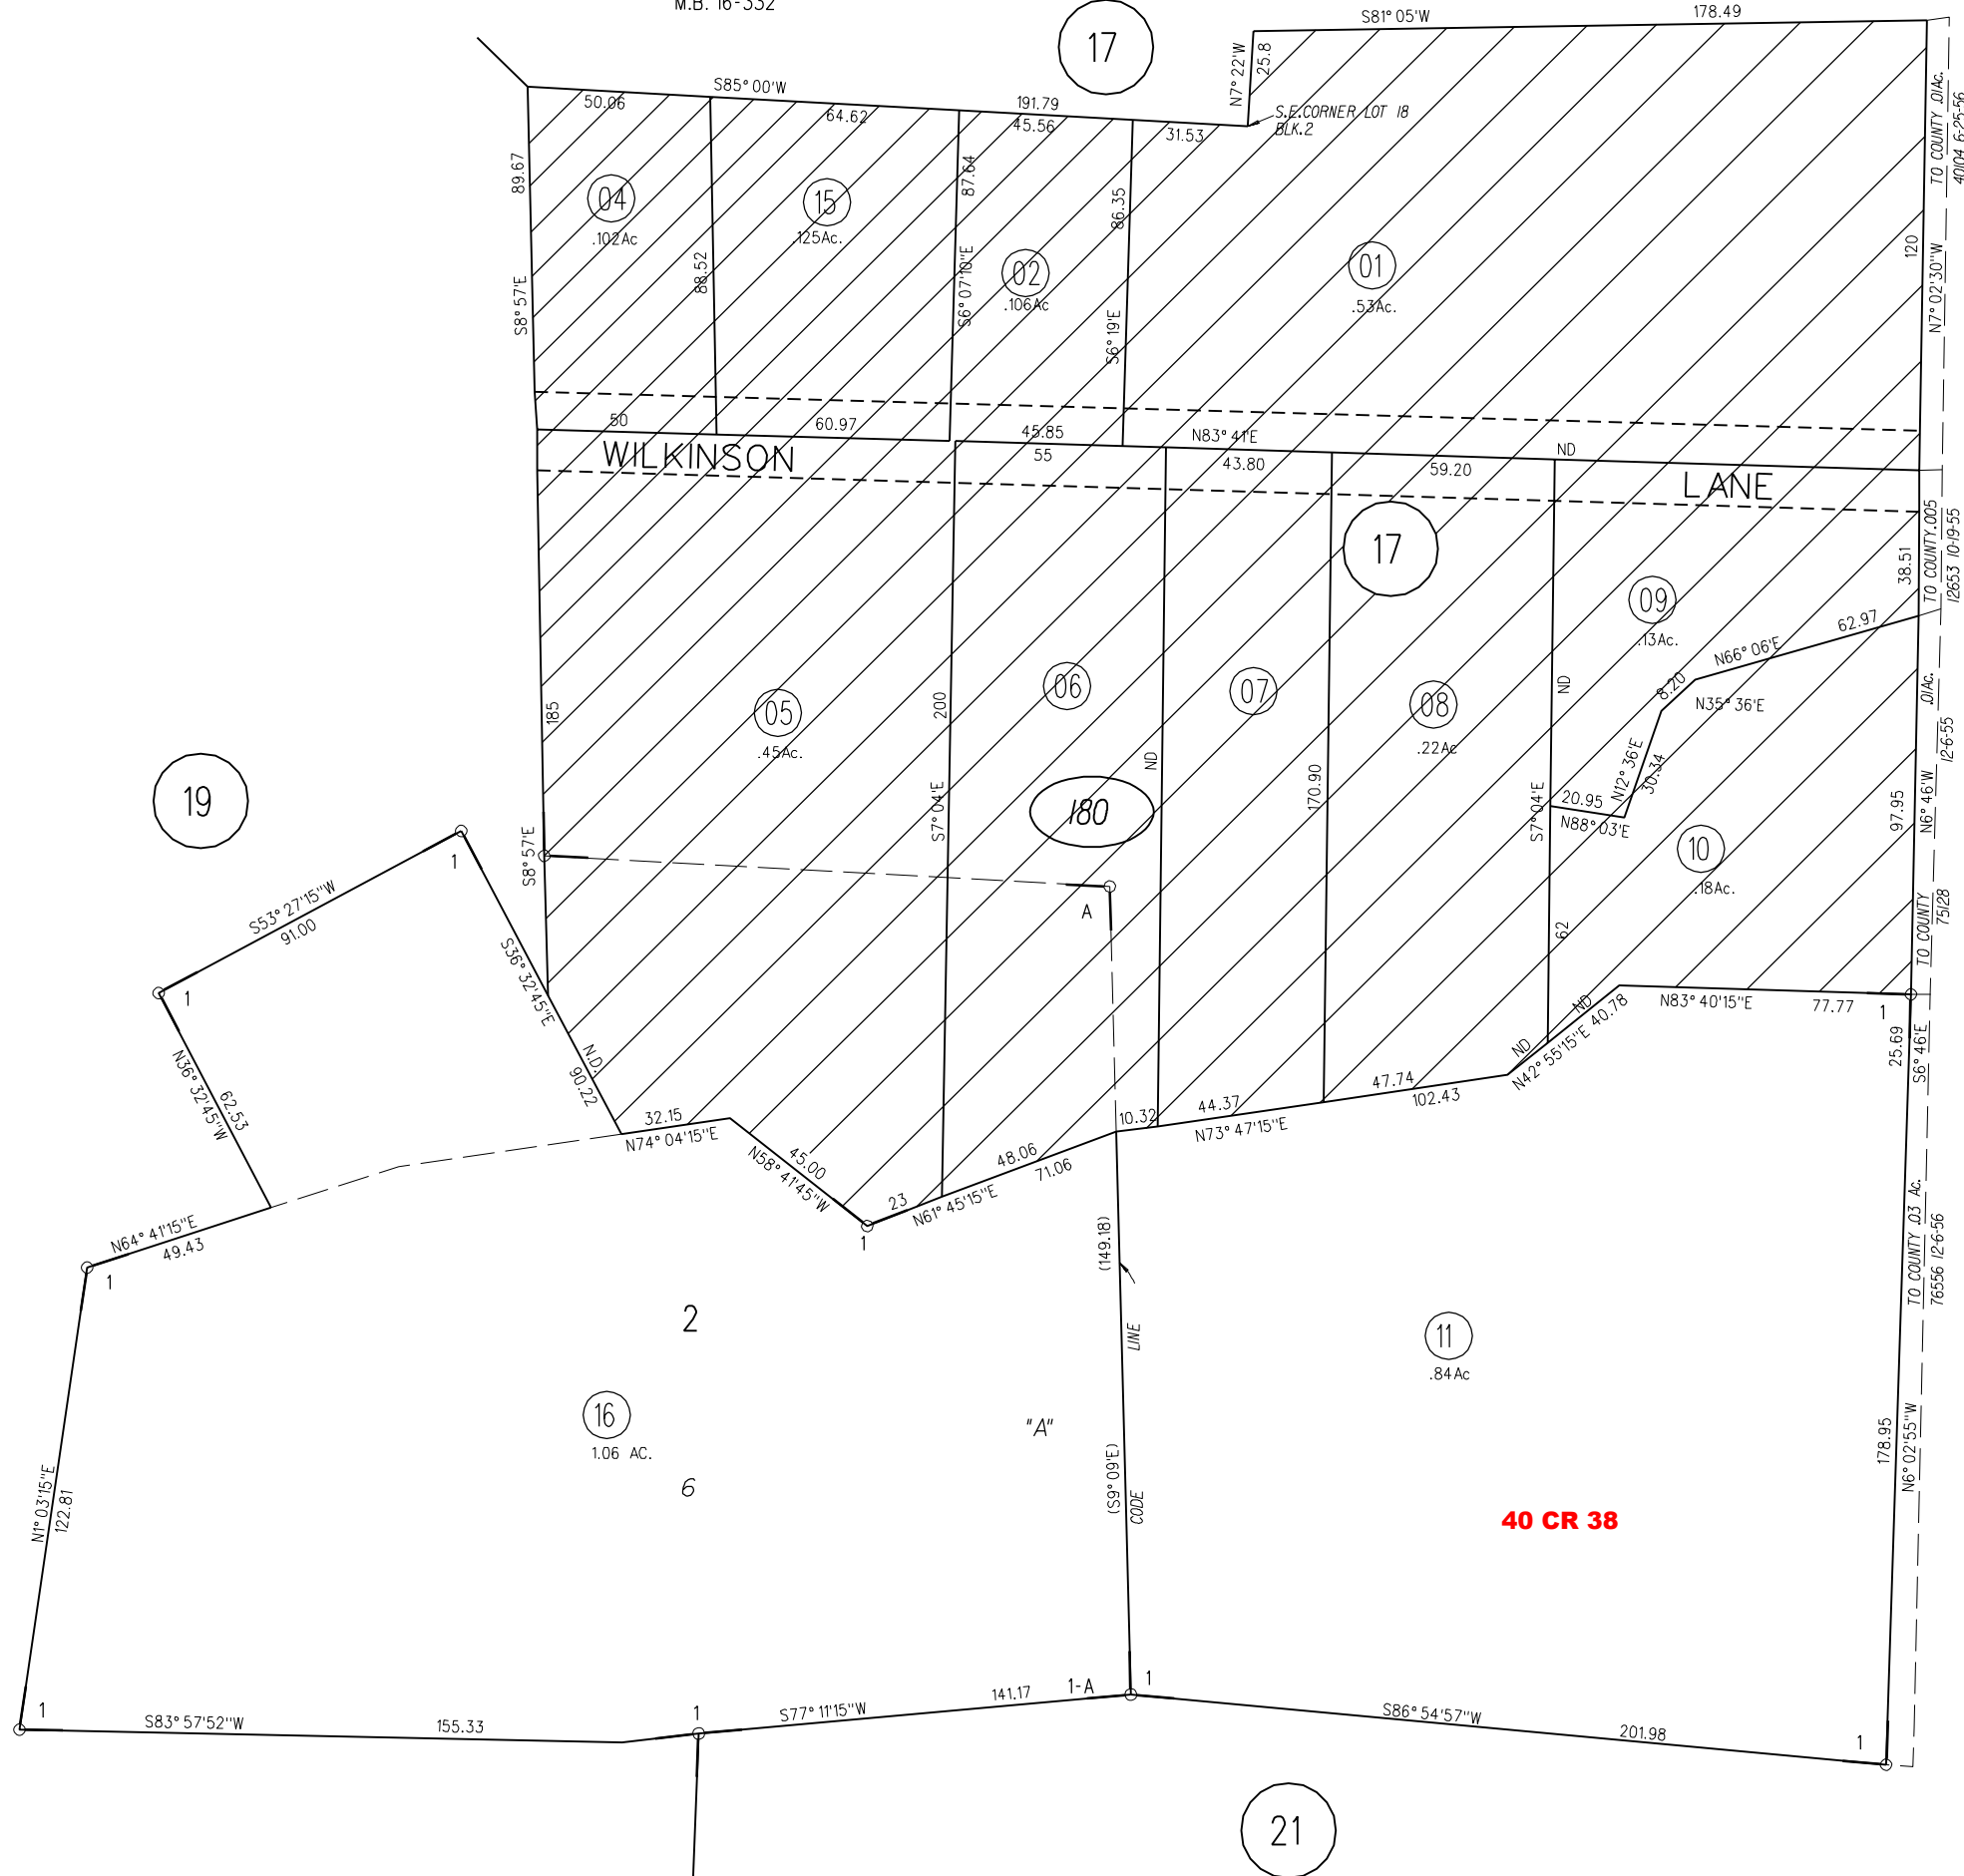 M.B. 16-332
17
S81° 05'W
178.49
N7° 22'W
25.8
S.E.CORNER LOT 18
BLK.2
S85° 00'W
191.79
50.06
64.62
45.56
31.53
89.67
S8° 57'E
04
.102Ac
88.52
15
.125Ac.
87.64
S6° 07'10"E
02
.106Ac
86.35
S6° 19'E
01
.53Ac.
120
N7° 02'30"W
TO COUNTY .01Ac.
40104 6-25-56
50
60.97
45.85
N83° 41'E
ND
WILKINSON
LANE
55
43.80
59.20
17
38.51
TO COUNTY.005
12653 10-19-55
09
.13Ac.
62.97
N66° 06'E
8.20
N35° 36'E
N12° 36'E
30.34
20.95
N88° 03'E
185
05
.45Ac.
200
S7° 04'E
06
ND
07
170.90
08
.22Ac
ND
S7° 04'E
62
10
.18Ac.
97.95
N6° 46'W
.01Ac.
12-6-55
TO COUNTY
75128
180
19
S8° 57'E
A
1
S53° 27'15"W
91.00
1
S36° 32'45"E
N.D.
90.22
N36° 32'45"W
62.53
32.15
N74° 04'15"E
45.00
N58° 41'45"W
23
48.06
N61° 45'15"E
71.06
1
10.32
44.37
N73° 47'15"E
47.74
102.43
ND
ND
N42° 55'15"E 40.78
N83° 40'15"E
77.77
1
25.69
S6° 46'E
N64° 41'15"E
49.43
1
(149.18)
LINE
(S9° 09'E)
CODE
2
16
1.06 AC.
6
"A"
11
.84Ac
40 CR 38
TO COUNTY .03 Ac.
76556 12-6-56
178.95
N6° 02'55"W
N1° 03'15"E
122.81
1
S83° 57'52"W
155.33
1
S77° 11'15"W
141.17
1-A
1
S86° 54'57"W
201.98
1
21